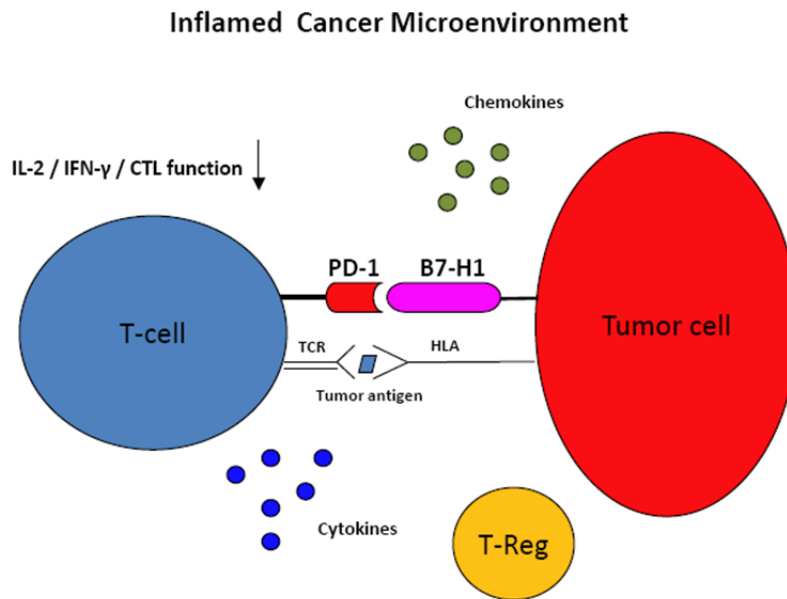 Inflamed Cancer Microenvironment
Chemokines
IL-2 / IFN-γ / CTL function
PD-1
B7-H1
T-cell
Tumor cell
TCR
HLA
Tumor antigen
Cytokines
T-Reg